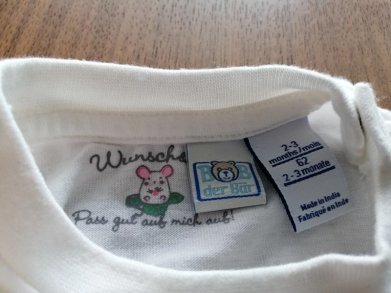 Wunschs
Pass gut auf mich auf!
BOB
der Bär
2-3
months/mois
62
2-3 monate
Made in India
Fabriqué en Inde